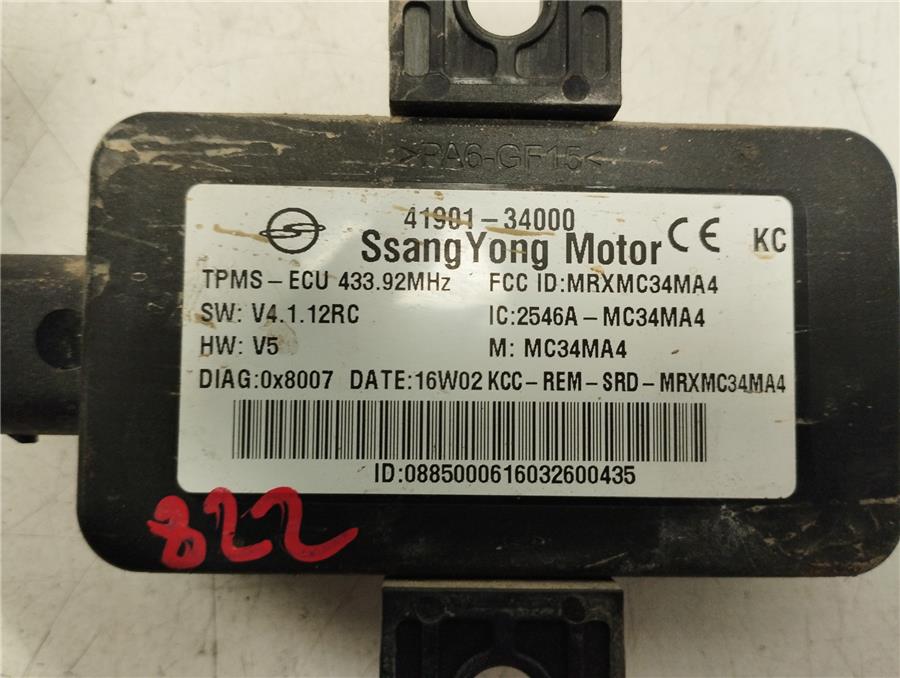 >PA6-GF15<
41901-34000
SsangYong Motor CE KC
TPMS-ECU 433.92MHz FCC ID:MRXMC34MA4
SW: V4.1.12RC IC:2546A-MC34MA4
HW: V5 M: MC34MA4
DIAG:0x8007 DATE:16W02 KCC-REM-SRD-MRXMC34MA4
ID:0885000616032600435
822